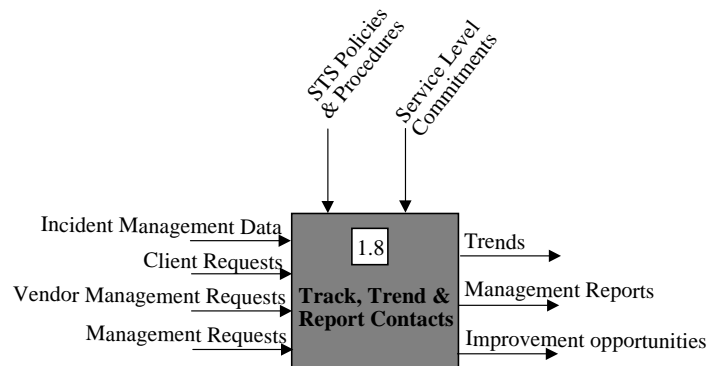 STS Policies
& Procedures
Service Level
Commitments
Incident Management Data
Client Requests
Vendor Management Requests
Management Requests
1.8
Track, Trend &
Report Contacts
Trends
Management Reports
Improvement opportunities